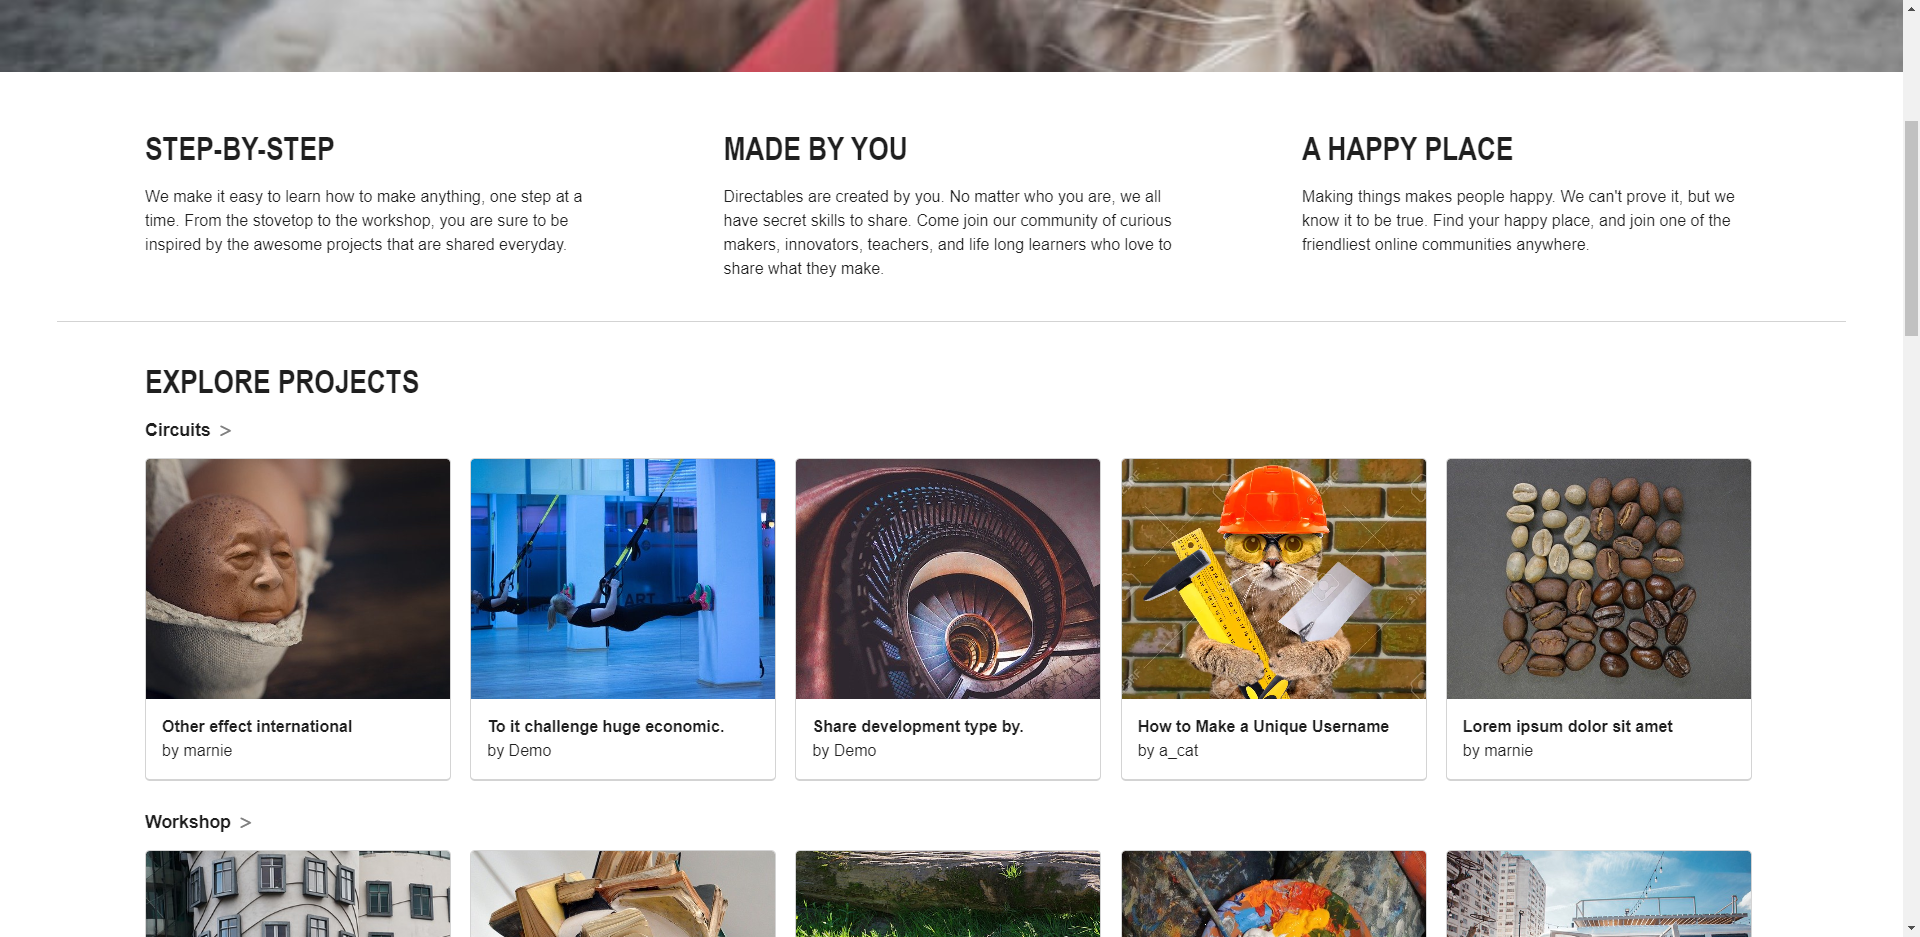 STEP-BY-STEP
We make it easy to learn how to make anything, one step at a
time. From the stovetop to the workshop, you are sure to be
inspired by the awesome projects that are shared everyday.
MADE BY YOU
Directables are created by you. No matter who you are, we all
have secret skills to share. Come join our community of curious
makers, innovators, teachers, and life long learners who love to
share what they make.
A HAPPY PLACE
Making things makes people happy. We can't prove it, but we
know it to be true. Find your happy place, and join one of the
friendliest online communities anywhere.
EXPLORE PROJECTS
Circuits >
ART
Other effect international
by marnie
To it challenge huge economic.
by Demo
Share development type by.
by Demo
How to Make a Unique Username
by a_cat
Lorem ipsum dolor sit amet
by marnie
Workshop >